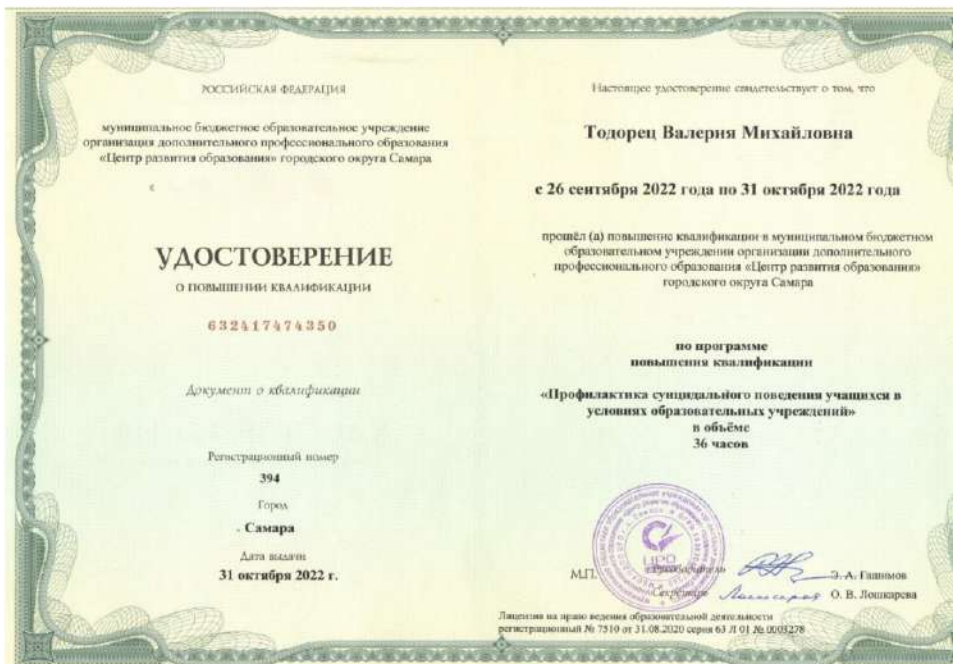 РОССИЙСКАЯ ФЕДЕРАЦИЯ
муниципальное бюджетное образовательное учреждение
организация дополнительного профессионального образования
«Центр развития образования» городского округа Самара
УДОСТОВЕРЕНИЕ
О ПОВЫШЕНИИ КВАЛИФИКАЦИИ
632417474350
Документ о квалификации
Регистрационный номер
394
Город
Самара
Дата выдачи
31 октября 2022 г.
Настоящее удостоверение свидетельствует о том, что
Тодорец Валерия Михайловна
с 26 сентября 2022 года по 31 октября 2022 года
прошёл (а) повышение квалификации в муниципальном бюджетном
образовательном учреждении организации дополнительного
профессионального образования «Центр развития образования»
городского округа Самара
по программе
повышения квалификации
«Профилактика суицидального поведения учащихся в
условиях образовательных учреждений»
в объёме
36 часов
ЦРО
М.П.
Э. А. Гашимов
Секретарь О. В. Лошкарева
Лицензия на право ведения образовательной деятельности
регистрационный № 7510 от 31.08.2020 серия 63 Л 01 № 0003278